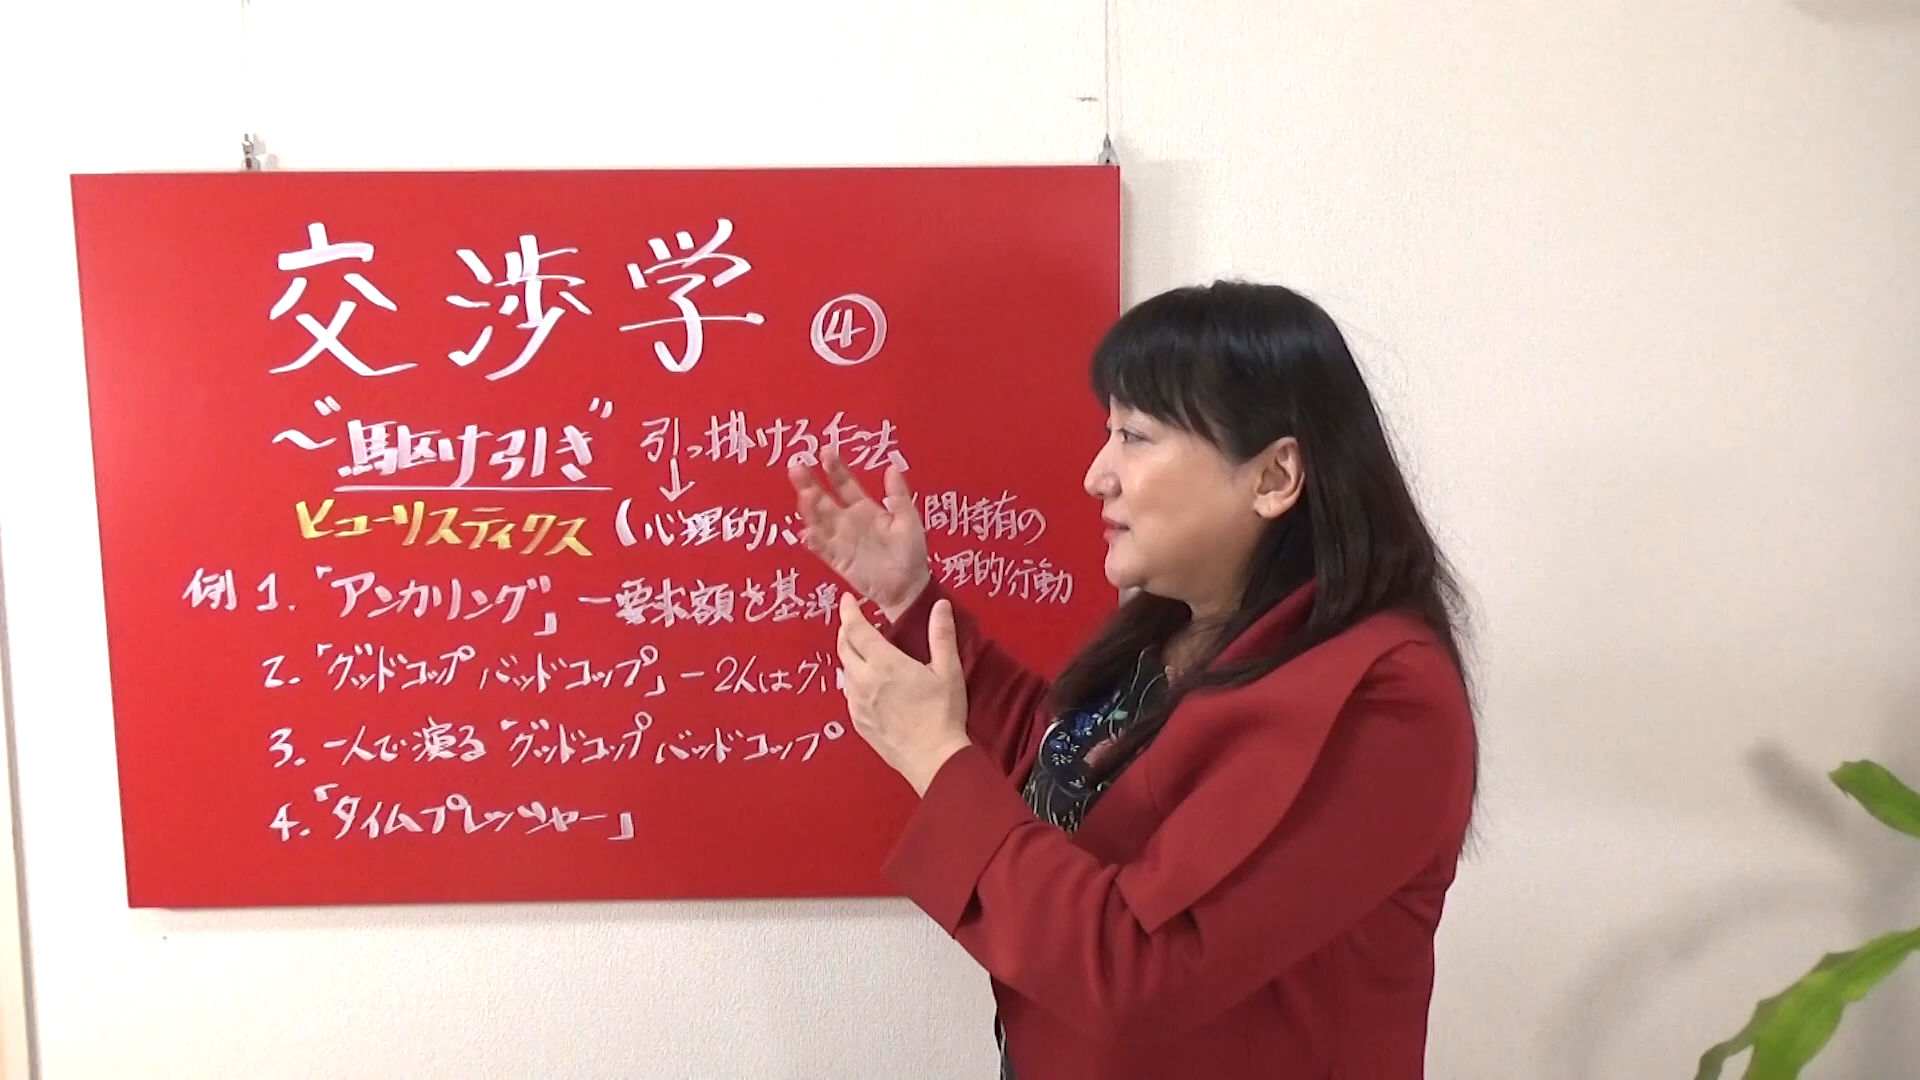 交渉学 ④
～“駆け引き” 引っ掛ける手法
↓
ヒューリスティクス (心理的バ 間特有の
理的行動
例 1. 「アンカリング」 ー要求額を基準
2. 「グッドコップ バッドコップ」 ー 2人はグ
3. 一人で演る グッドコップ バッドコップ
4. 「タイムプレッシャー」